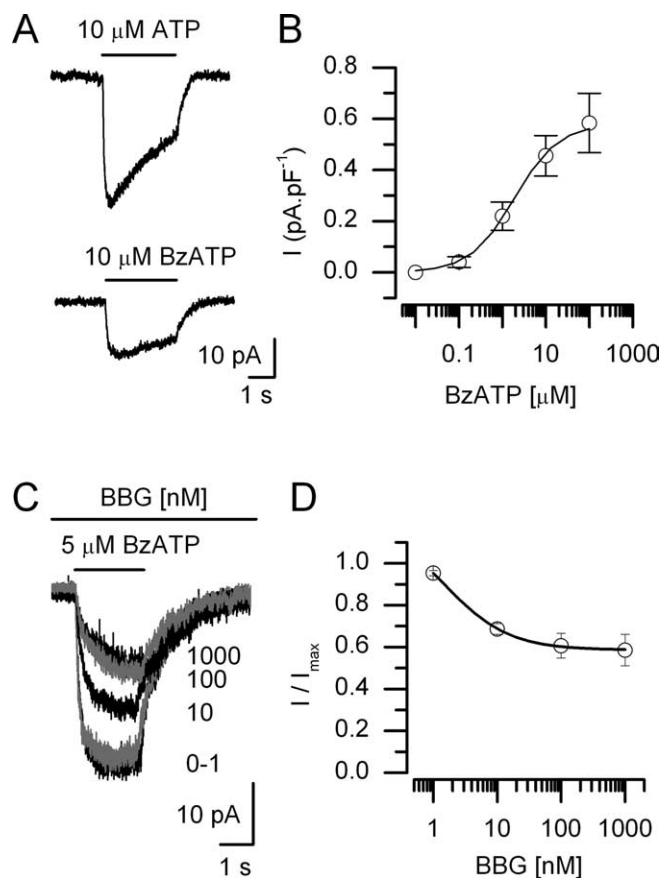 A
10 μM ATP
10 μM BzATP
10 pA
1 s
B
0.8
0.6
0.4
0.2
0.0
I (pA.pF⁻¹)
0.1 10 1000
BzATP [μM]
C
BBG [nM]
5 μM BzATP
1000
100
10
0-1
10 pA
1 s
D
1.0
0.8
0.6
0.4
0.2
0.0
I / Imax
1 10 100 1000
BBG [nM]